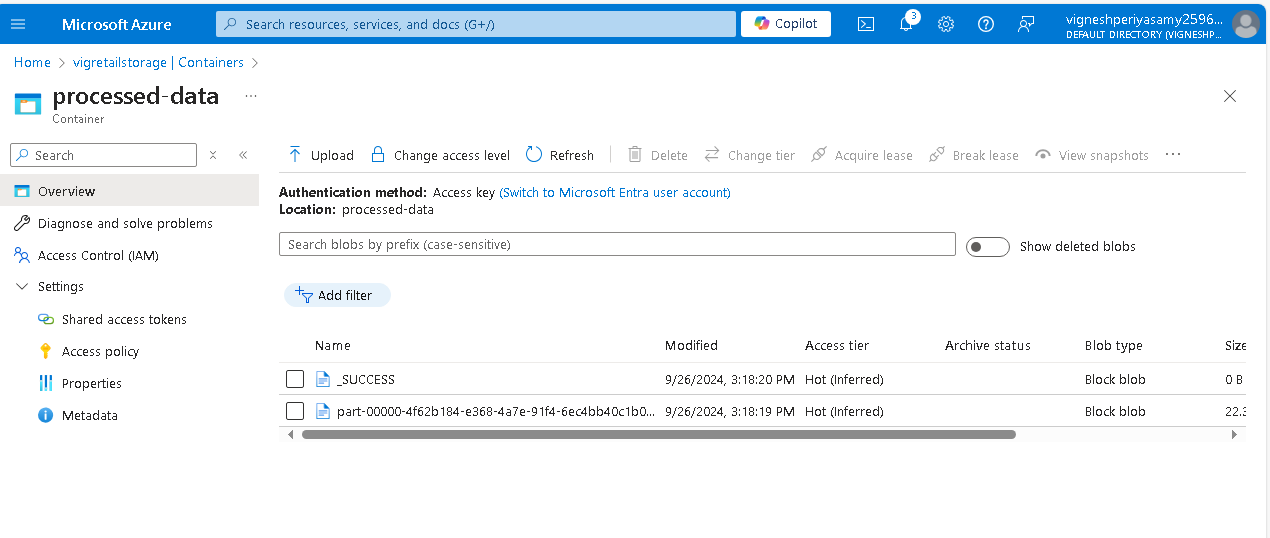 Microsoft Azure
Search resources, services, and docs (G+/)
Copilot
3
vigneshperiyasamy2596...
DEFAULT DIRECTORY (VIGNESHP...
Home > vigretailstorage | Containers >
processed-data ...
Container
Search
Overview
Diagnose and solve problems
Access Control (IAM)
Settings
Shared access tokens
Access policy
Properties
Metadata
Upload Change access level Refresh Delete Change tier Acquire lease Break lease View snapshots ...
Authentication method: Access key (Switch to Microsoft Entra user account)
Location: processed-data
Search blobs by prefix (case-sensitive)
Show deleted blobs
Add filter
Name Modified Access tier Archive status Blob type Size
_SUCCESS 9/26/2024, 3:18:20 PM Hot (Inferred) Block blob 0 B
part-00000-4f62b184-e368-4a7e-91f4-6ec4bb40c1b0... 9/26/2024, 3:18:19 PM Hot (Inferred) Block blob 22.3